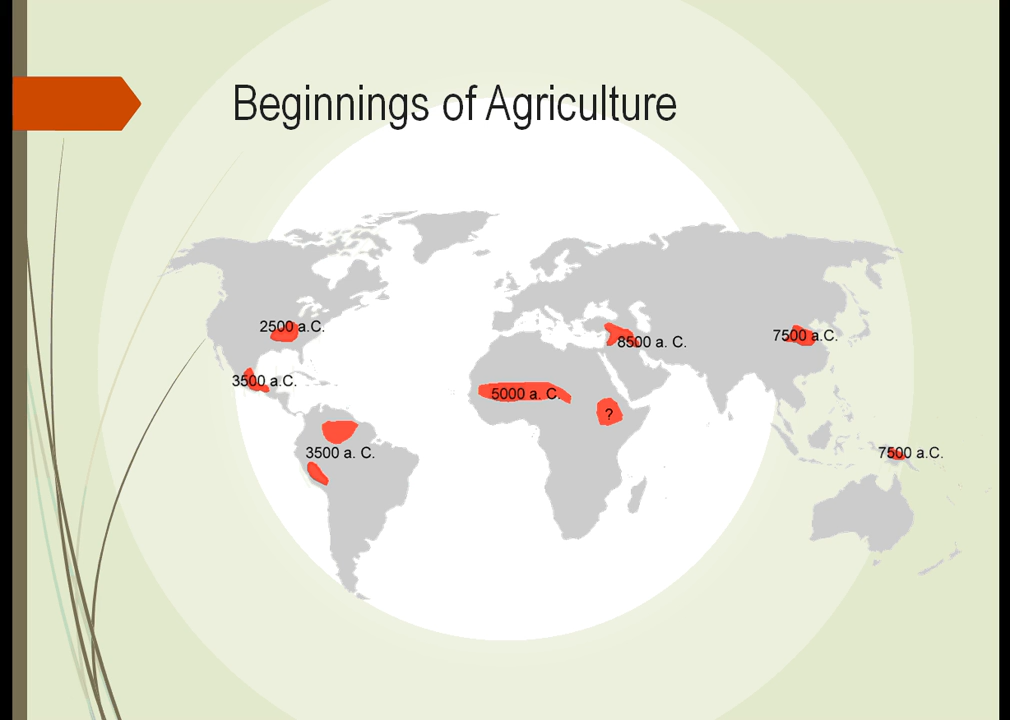 Beginnings of Agriculture
2500 a.C.
8500 a. C.
7500 a.C.
3500 a.C.
5000 a. C.
?
3500 a. C.
7500 a.C.